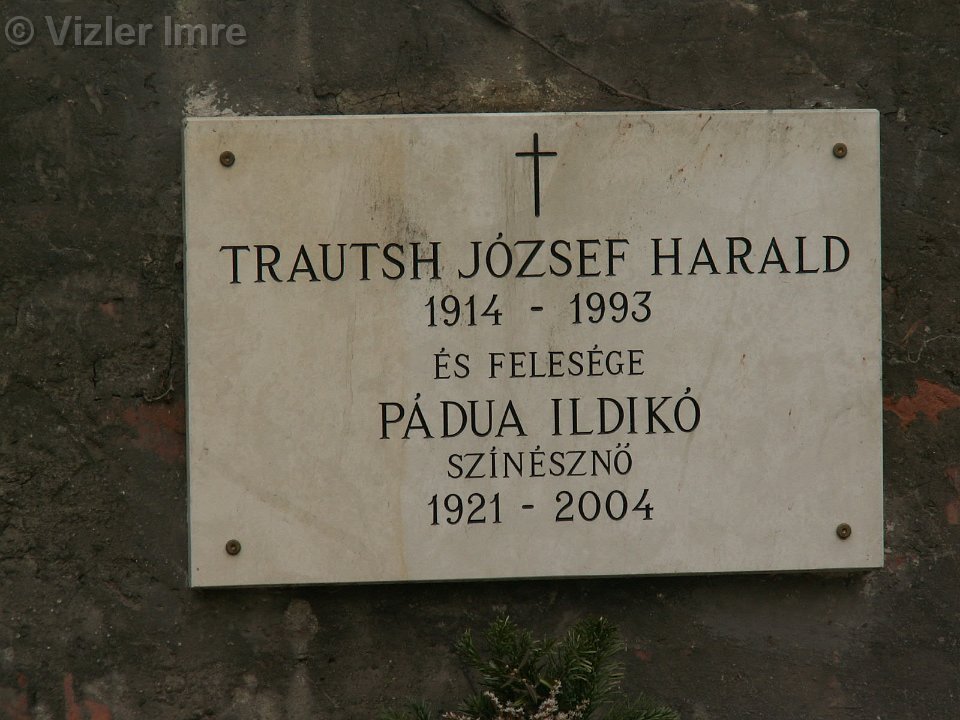 © Vizler Imre
TRAUTSH JÓZSEF HARALD
1914 - 1993
ÉS FELESÉGE
PÁDUA ILDIKÓ
SZÍNÉSZNŐ
1921 - 2004